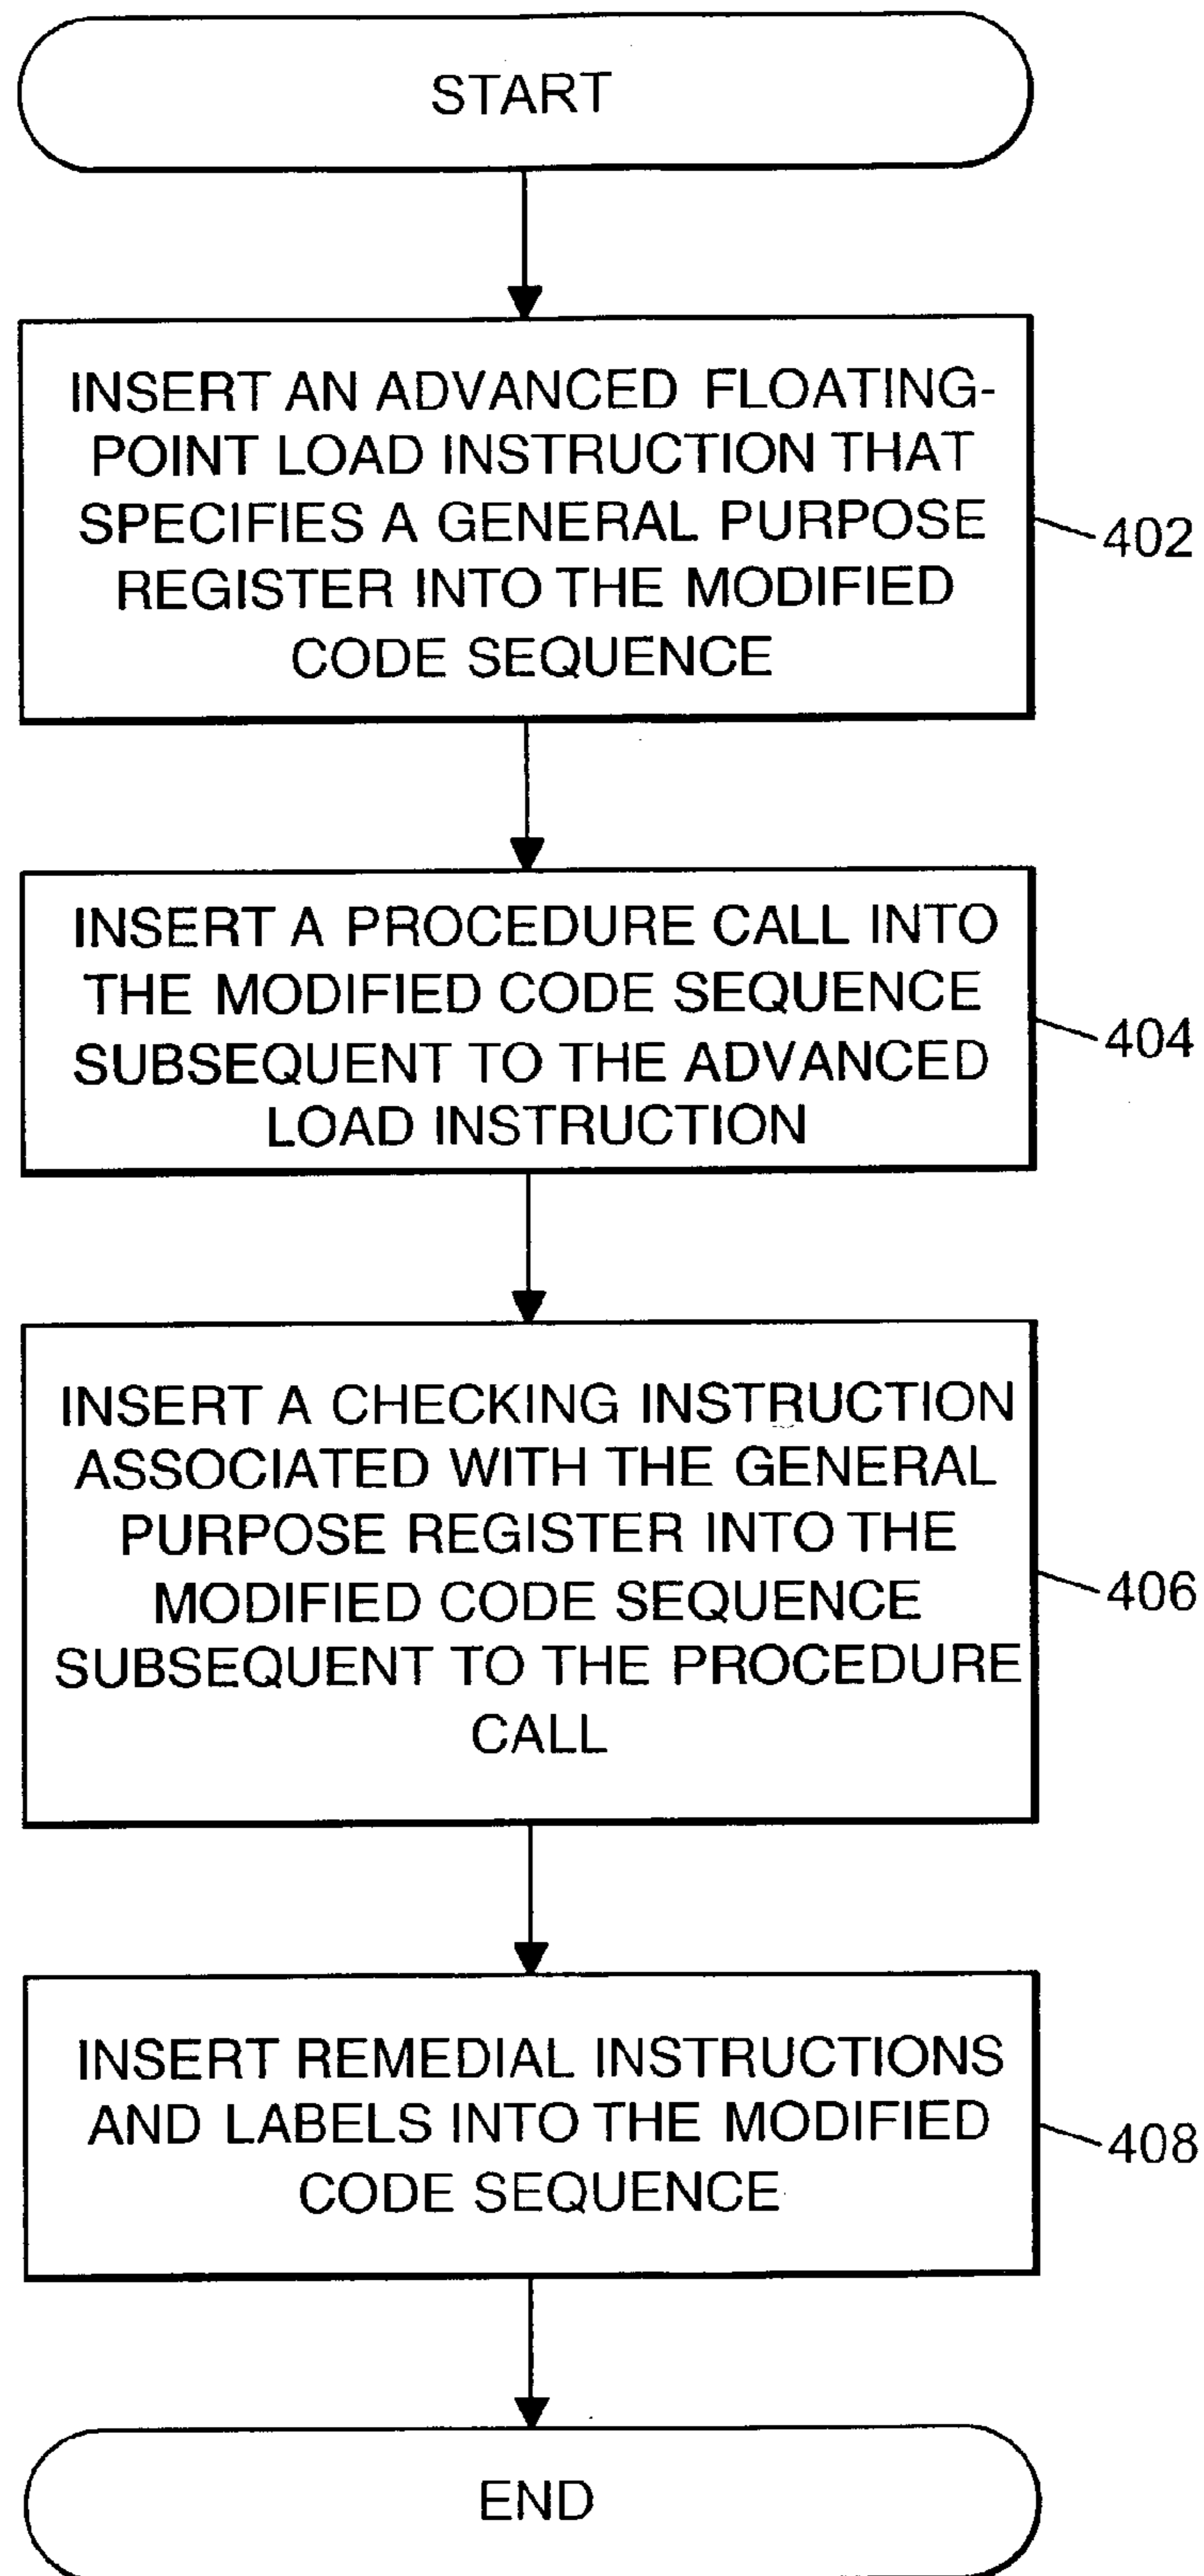 START
INSERT AN ADVANCED FLOATING-
POINT LOAD INSTRUCTION THAT
SPECIFIES A GENERAL PURPOSE
REGISTER INTO THE MODIFIED
CODE SEQUENCE
402
INSERT A PROCEDURE CALL INTO
THE MODIFIED CODE SEQUENCE
SUBSEQUENT TO THE ADVANCED
LOAD INSTRUCTION
404
INSERT A CHECKING INSTRUCTION
ASSOCIATED WITH THE GENERAL
PURPOSE REGISTER INTO THE
MODIFIED CODE SEQUENCE
SUBSEQUENT TO THE PROCEDURE
CALL
406
INSERT REMEDIAL INSTRUCTIONS
AND LABELS INTO THE MODIFIED
CODE SEQUENCE
408
END